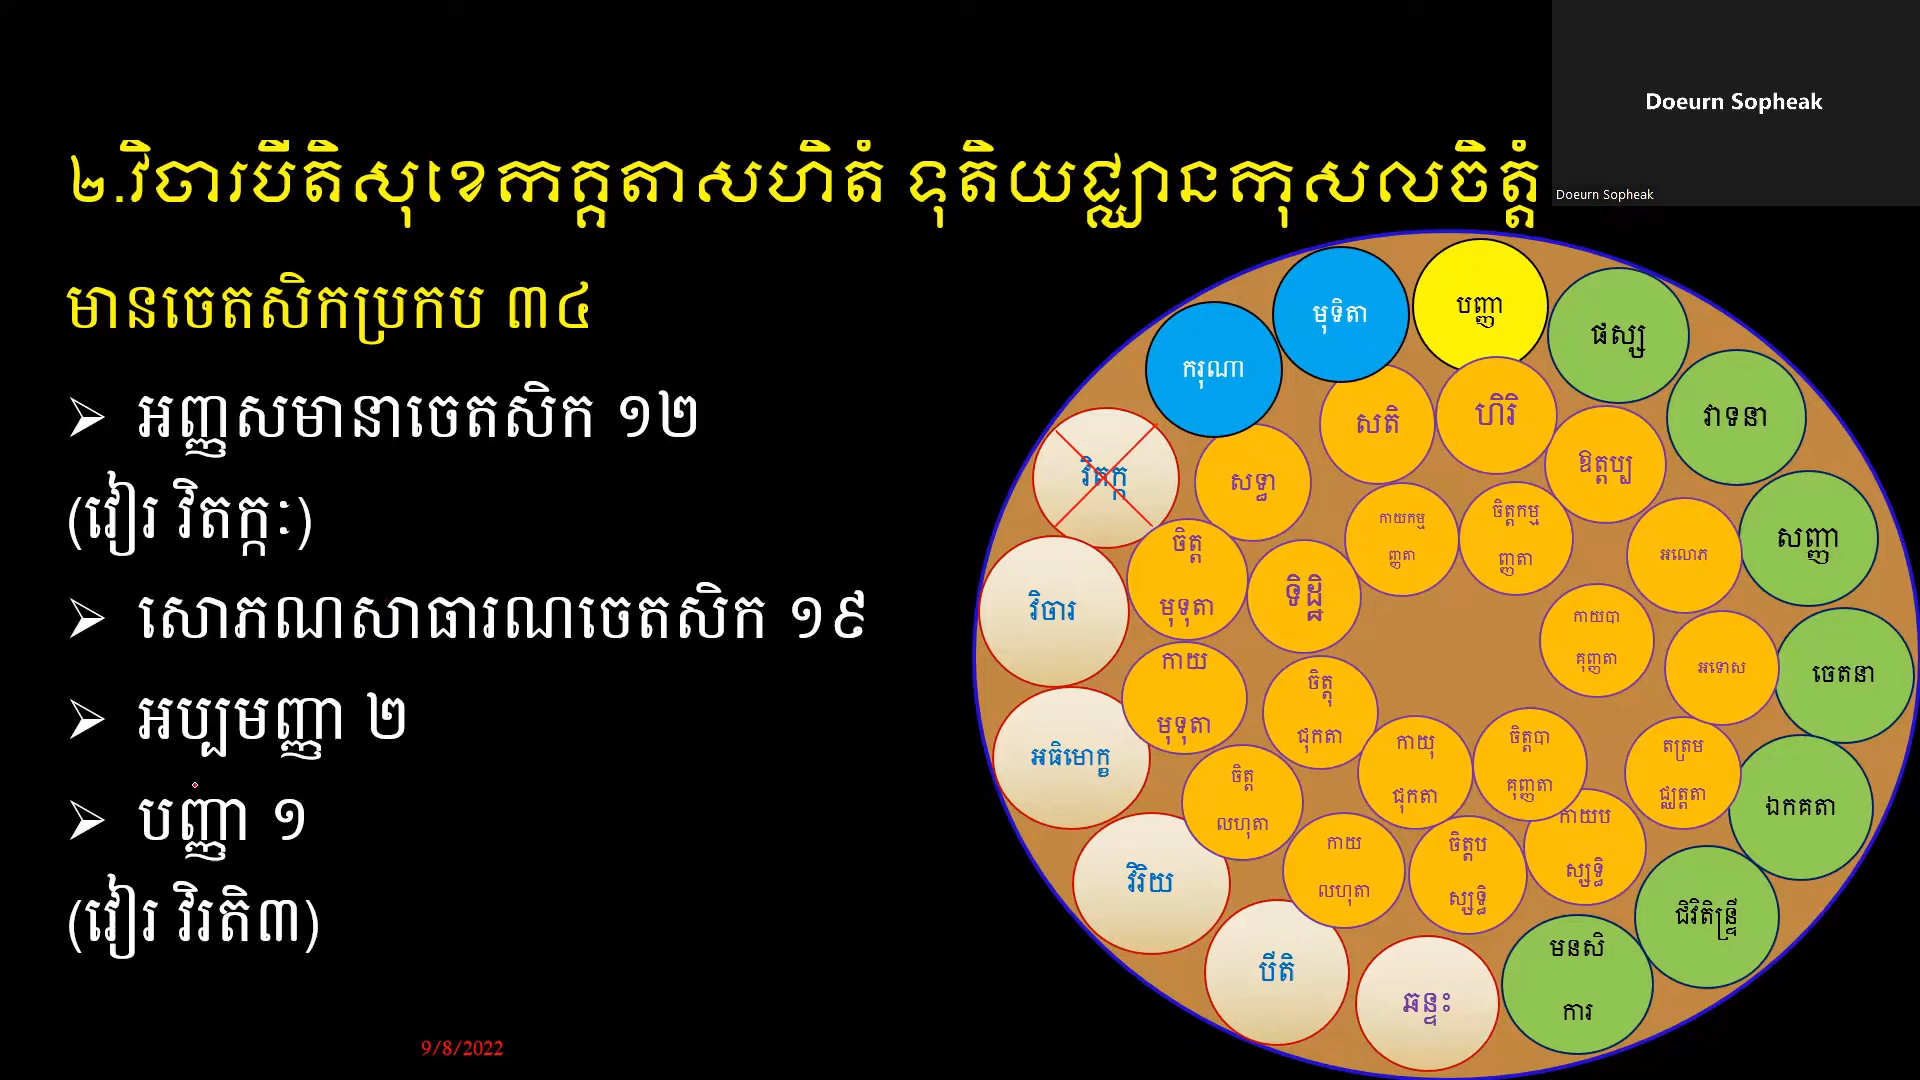 Doeurn Sopheak
Doeurn Sopheak
២.វិចារបីតិសុខេកគ្គតាសហិតំ ទុតិយជ្ឈានកុសលចិត្តំ
មានចេតសិកប្រកប ៣៤
➢ អញ្ញសមានាចេតសិក ១២
(វៀរ វិតក្កៈ)
➢ សោភណសាធារណចេតសិក ១៩
➢ អប្បមញ្ញា ២
➢ បញ្ញា ១
(វៀរ វិរតិ៣)
9/8/2022
មុទិតា
បញ្ញា
ផស្ស
ករុណា
វាទនា
វិតក្ក
សទ្ធា
សតិ
ហិរិ
ឱត្តប្ប
សញ្ញា
ចិត្ត
មុទុតា
ទិដ្ឋិ
កាយកម្ម
ញ្ញតា
ចិត្តកម្ម
ញ្ញតា
អលោភ
វិចារ
កាយបា
គុញ្ញតា
អទោស
ចេតនា
កាយ
មុទុតា
ចិត្តុ
ជុកតា
កាយុ
ជុកតា
ចិត្តបា
គុញ្ញតា
តត្រម
ជ្ឈត្តតា
ឯកគតា
អធិមោក្ខ
ចិត្ត
លហុតា
កាយ
លហុតា
ចិត្តប
ស្សទ្ធិ
កាយប
ស្សទ្ធិ
វិរិយ
ជិវិតិន្ទ្រឹ
បីតិ
ឆន្ទះ
មនសិ
ការ